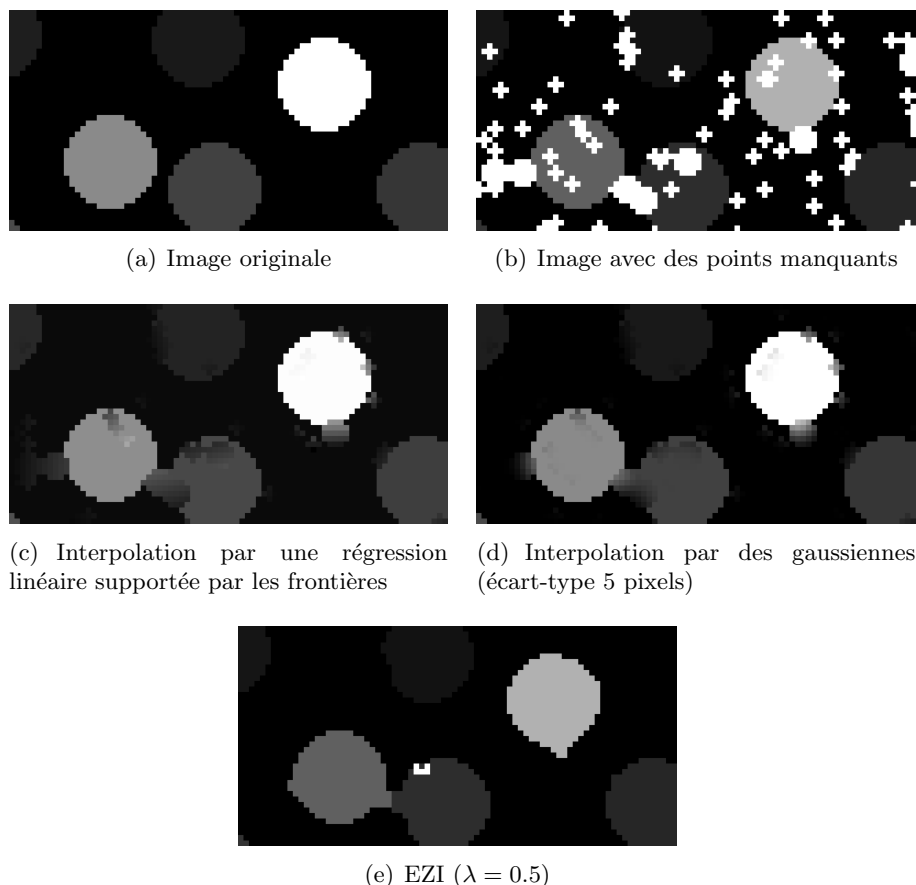 (a) Image originale
(b) Image avec des points manquants
(c) Interpolation par une régression
linéaire supportée par les frontières
(d) Interpolation par des gaussiennes
(écart-type 5 pixels)
(e) EZI (λ = 0.5)